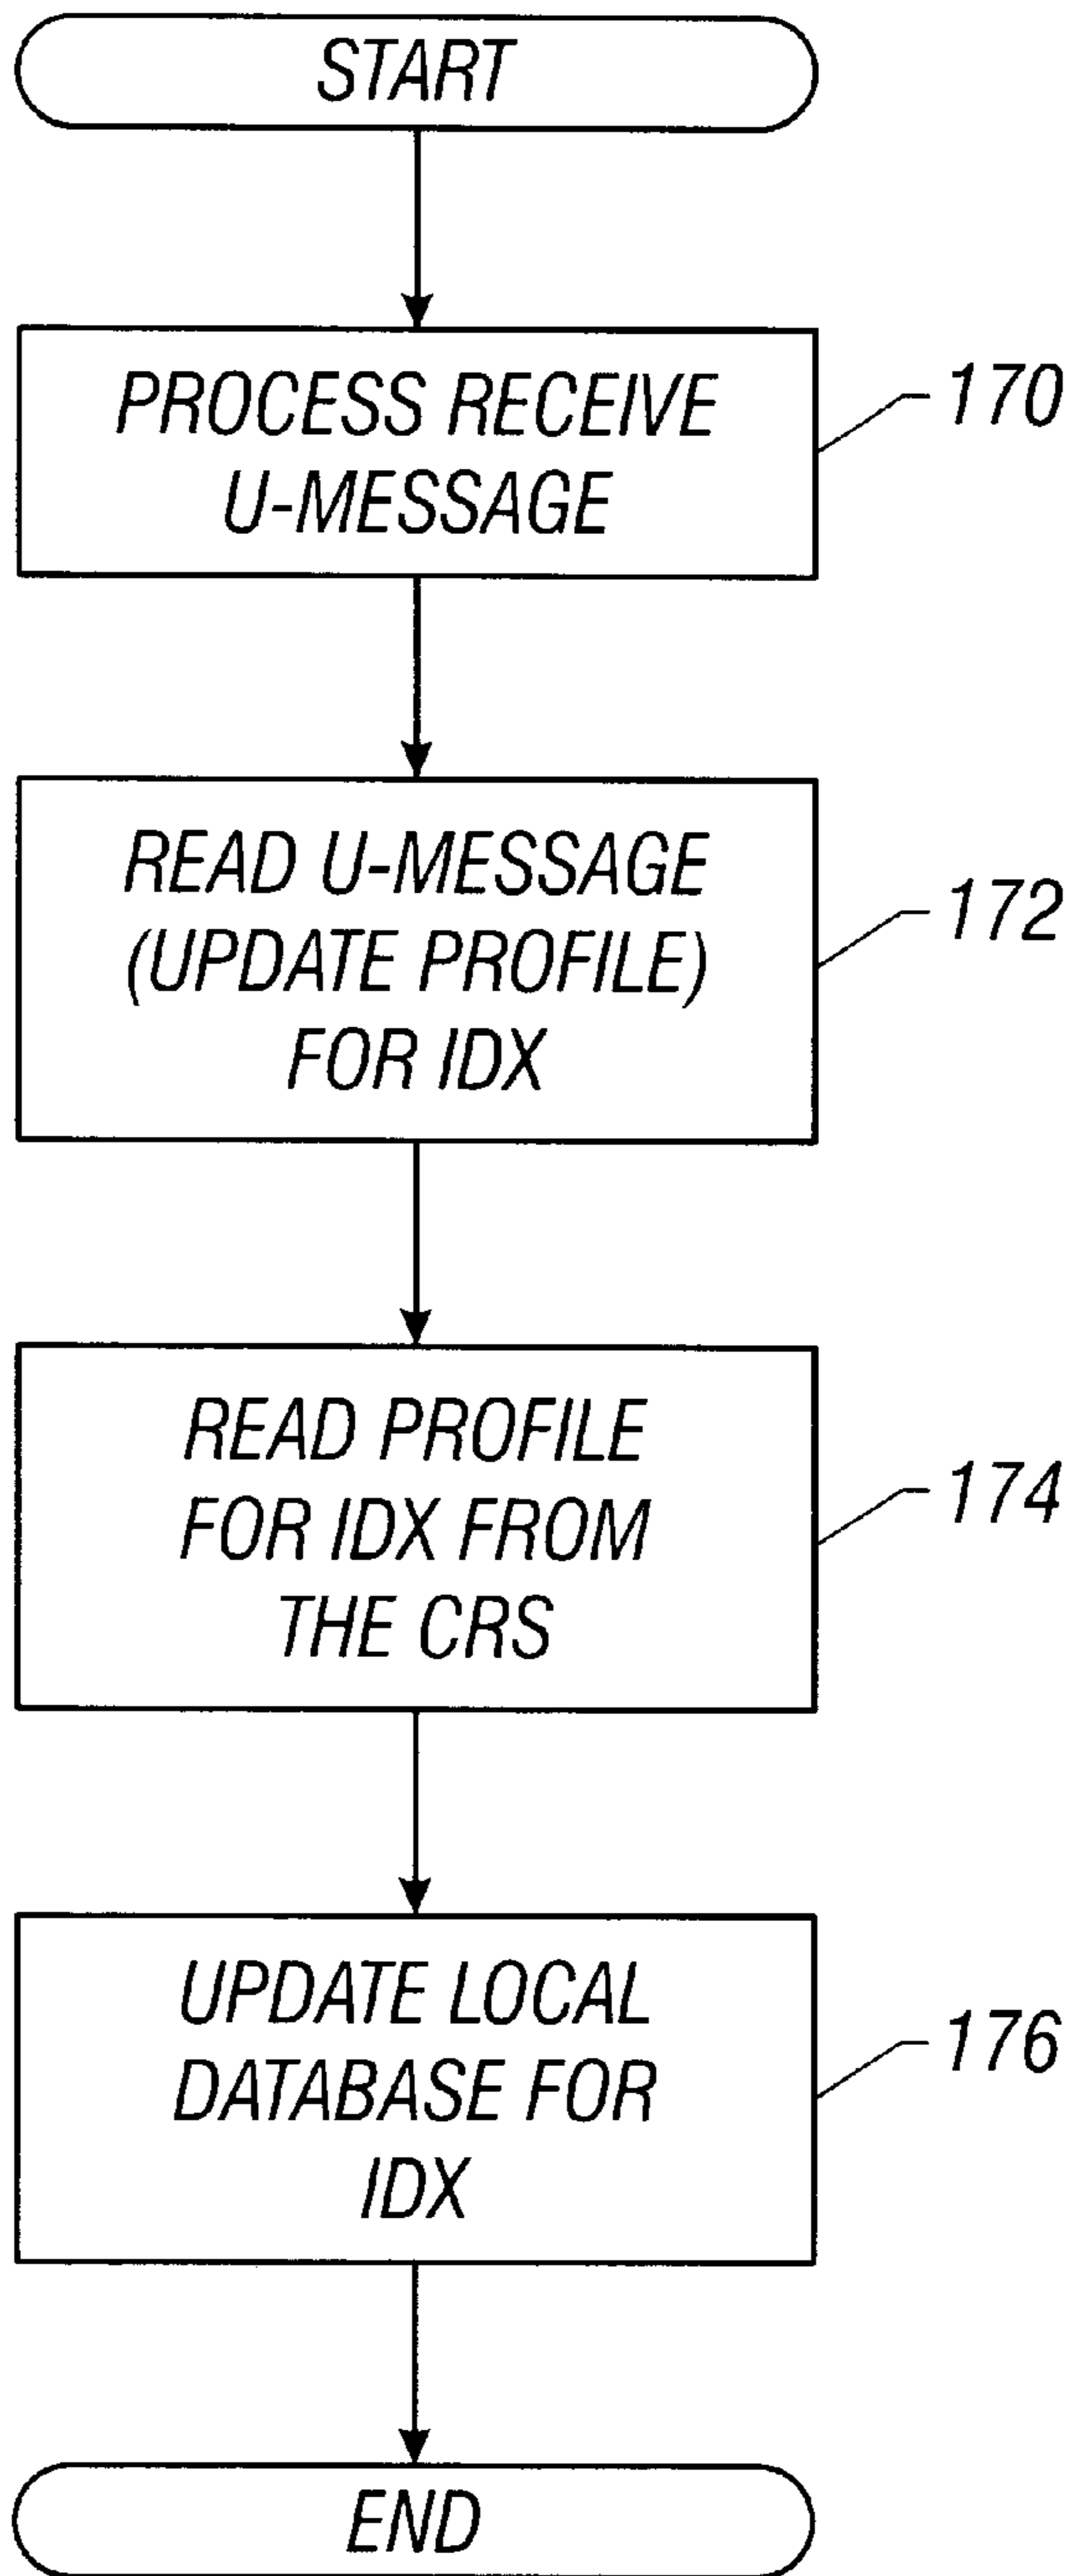 START
PROCESS RECEIVE
U-MESSAGE
170
READ U-MESSAGE
(UPDATE PROFILE)
FOR IDX
172
READ PROFILE
FOR IDX FROM
THE CRS
174
UPDATE LOCAL
DATABASE FOR
IDX
176
END